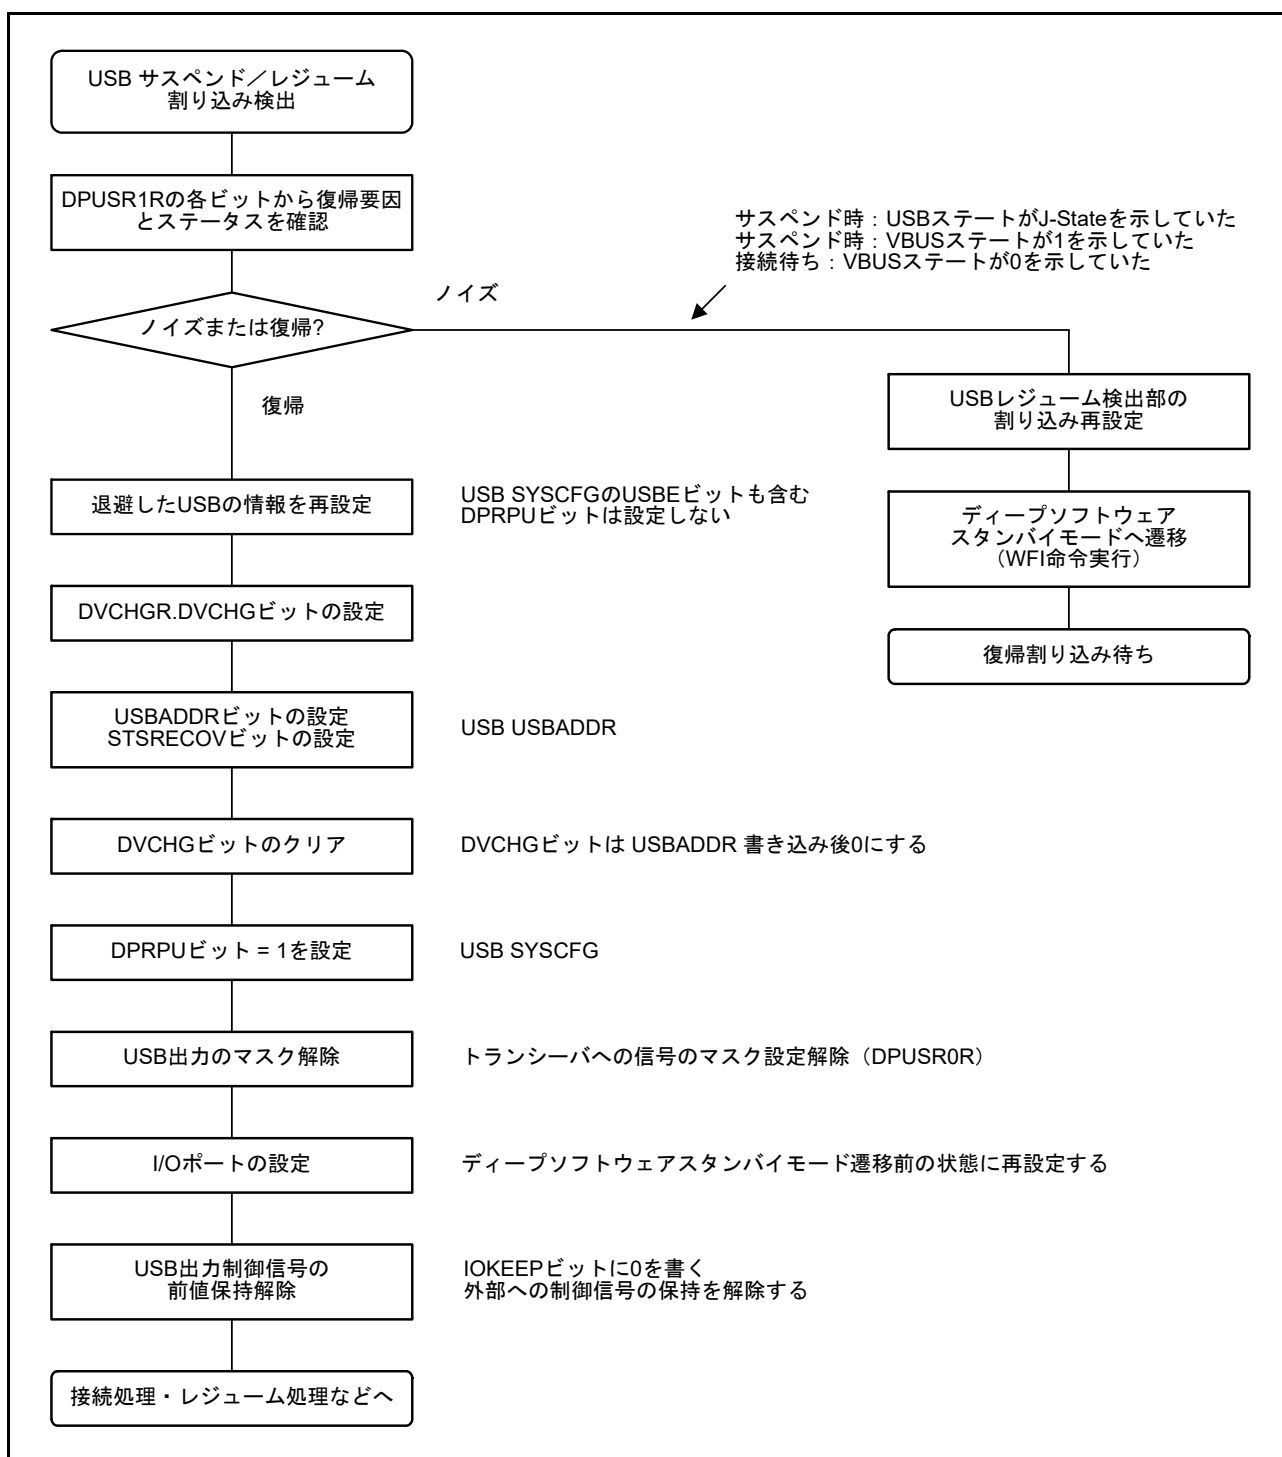 USB サスペンド／レジューム
割り込み検出
DPUSR1Rの各ビットから復帰要因
とステータスを確認
サスペンド時：USBステートがJ-Stateを示していた
サスペンド時：VBUSステートが1を示していた
接続待ち：VBUSステートが0を示していた
ノイズ
ノイズまたは復帰?
復帰
USBレジューム検出部の
割り込み再設定
退避したUSBの情報を再設定
USB SYSCFGのUSBEビットも含む
DPRPUビットは設定しない
ディープソフトウェア
スタンバイモードへ遷移
（WFI命令実行）
DVCHGR.DVCHGビットの設定
復帰割り込み待ち
USBADDRビットの設定
STSRECOVビットの設定
USB USBADDR
DVCHGビットのクリア
DVCHGビットは USBADDR 書き込み後0にする
DPRPUビット = 1を設定
USB SYSCFG
USB出力のマスク解除
トランシーバへの信号のマスク設定解除（DPUSR0R）
I/Oポートの設定
ディープソフトウェアスタンバイモード遷移前の状態に再設定する
USB出力制御信号の
前値保持解除
IOKEEPビットに0を書く
外部への制御信号の保持を解除する
接続処理・レジューム処理などへ